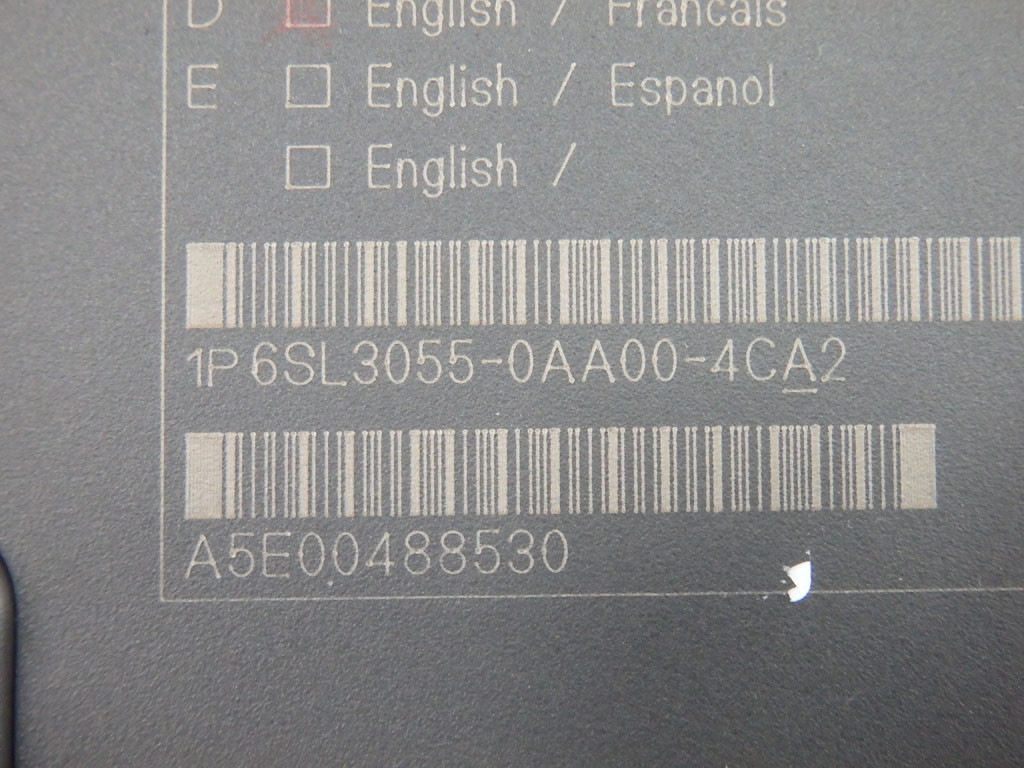 D □ English / Francais
E □ English / Espanol
□ English /
1P 6SL3055-0AA00-4CA2
A5E00488530